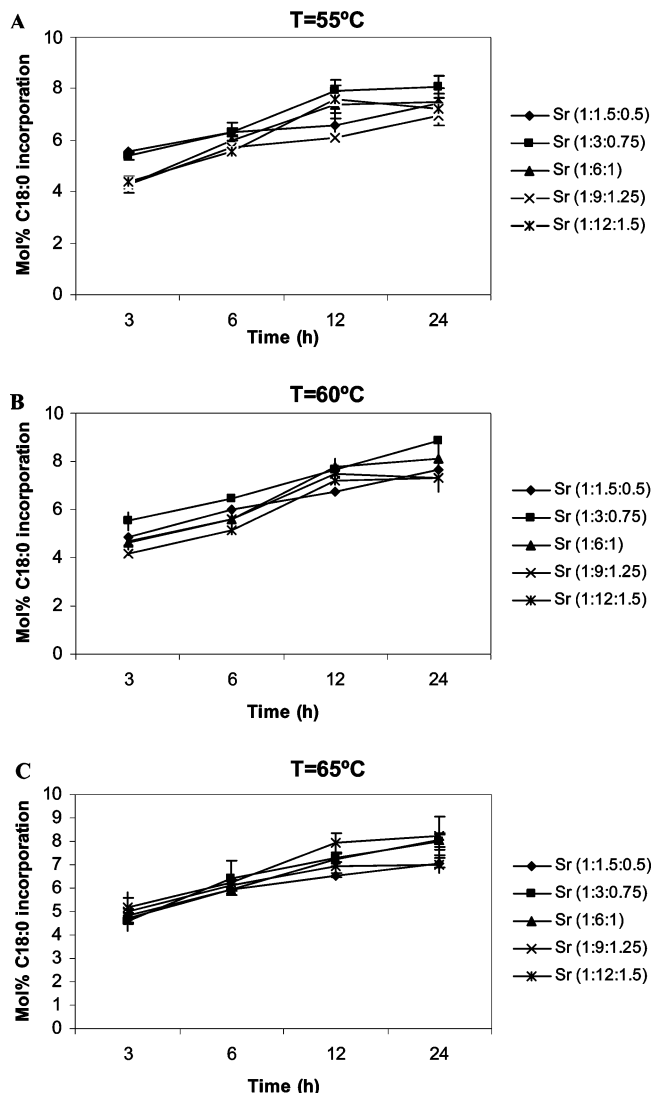 A
T=55ºC
Mol% C18:0 incorporation
10
8
6
4
2
0
3 6 12 24
Time (h)
Sr (1:1.5:0.5)
Sr (1:3:0.75)
Sr (1:6:1)
Sr (1:9:1.25)
Sr (1:12:1.5)
B
T=60ºC
Mol% C18:0 incorporation
10
8
6
4
2
0
3 6 12 24
Time (h)
Sr (1:1.5:0.5)
Sr (1:3:0.75)
Sr (1:6:1)
Sr (1:9:1.25)
Sr (1:12:1.5)
C
T=65ºC
Mol% C18:0 incorporation
10
9
8
7
6
5
4
3
2
1
0
3 6 12 24
Time (h)
Sr (1:1.5:0.5)
Sr (1:3:0.75)
Sr (1:6:1)
Sr (1:9:1.25)
Sr (1:12:1.5)